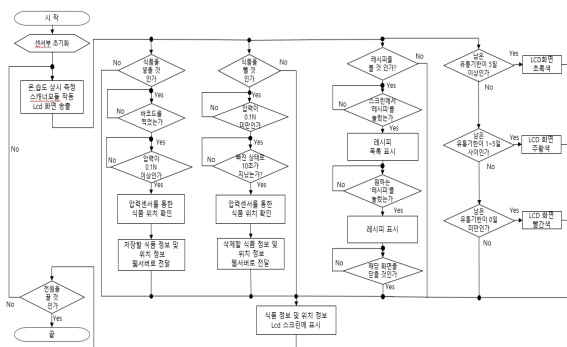 시 작
센서부 초기화
온,습도 상시 측정
스캐너모듈 작동
Lcd 화면 송출
No
전원을
끌 것
인가
No
Yes
끝
식품을
넣을 것
인가
No
Yes
바코드를
찍었는가
No
Yes
압력이
0.1N
이상인가
No
Yes
압력센서를 통한
식품 위치 확인
저장할 식품 정보 및
위치 정보
웹서버로 전달
식품을
뺄 것
인가
No
Yes
압력이
0.1N
미만인가
No
Yes
빠진 상태로
10초가
지났는가?
No
Yes
압력센서를 통한
식품 위치 확인
삭제할 식품 정보 및
위치 정보
웹서버로 전달
레시피를
볼 것 인가?
No
Yes
스크린에서
'레시피'를
눌렀는가?
No
Yes
레시피
목록 표시
원하는
'레시피'를
눌렀는가?
No
Yes
레시피 표시
해당 화면를
닫을 것인가?
No
Yes
남은
유통기한이 5일
이상인가?
Yes
No
LCD화면
초록색
남은
유통기한이 1~5일
사이인가?
Yes
No
LCD 화면
주황색
남은
유통기한이 0일
미만인가?
Yes
No
LCD 화면
빨간색
식품 정보 및 위치 정보
Lcd 스크린에 표시